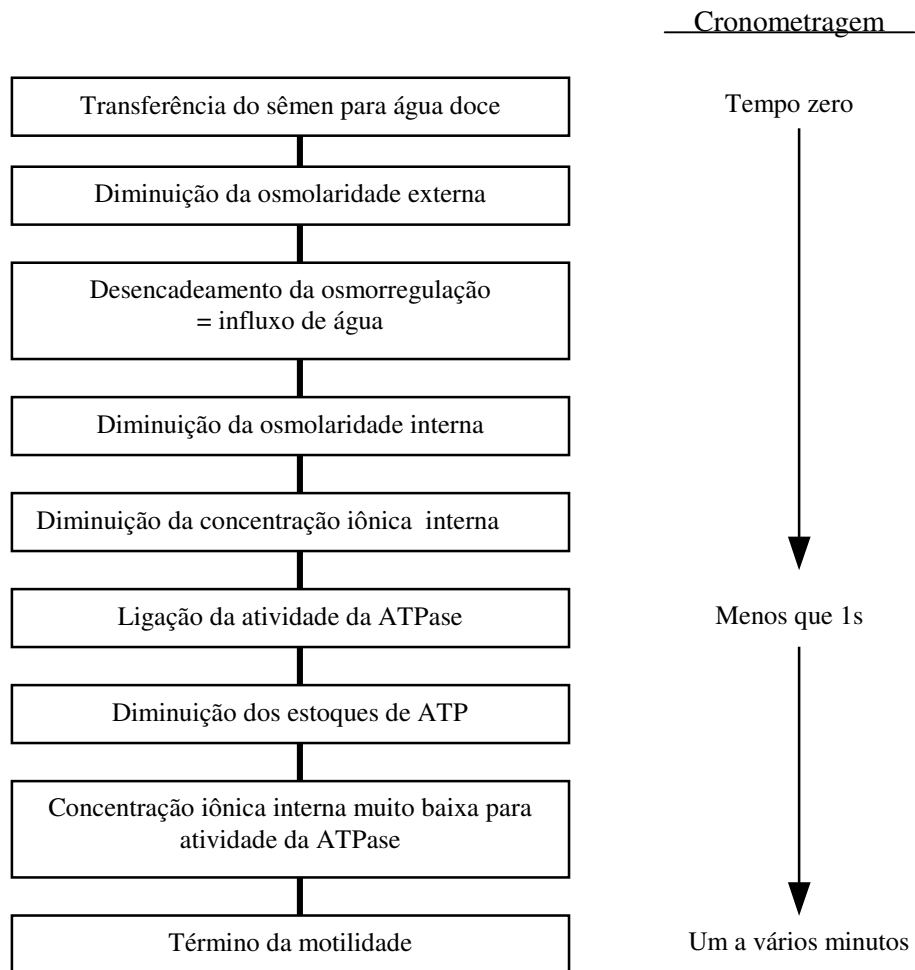 Cronometragem
Transferência do sêmen para água doce
Tempo zero
Diminuição da osmolaridade externa
Desencadeamento da osmorregulação
= influxo de água
Diminuição da osmolaridade interna
Diminuição da concentração iônica interna
Ligação da atividade da ATPase
Menos que 1s
Diminuição dos estoques de ATP
Concentração iônica interna muito baixa para
atividade da ATPase
Término da motilidade
Um a vários minutos